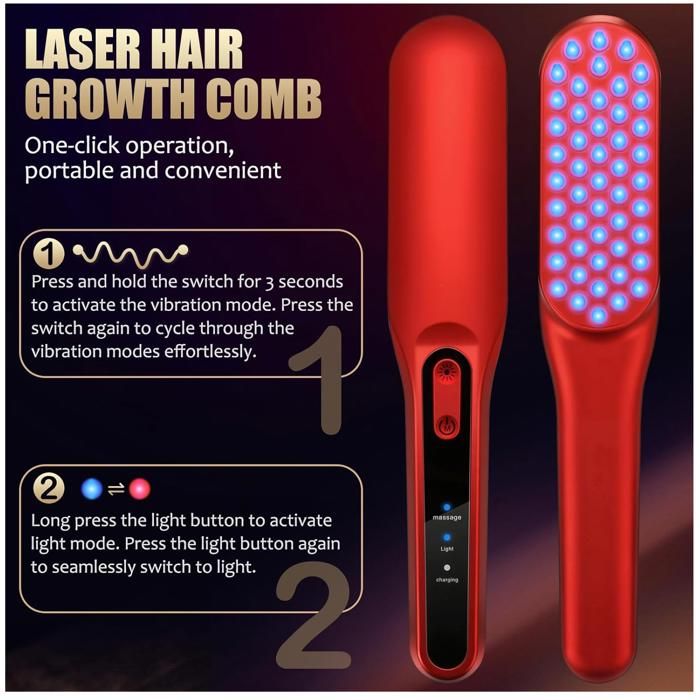 LASER HAIR
GROWTH COMB
One-click operation,
portable and convenient
1
Press and hold the switch for 3 seconds
to activate the vibration mode. Press the
switch again to cycle through the
vibration modes effortlessly.
1
2
Long press the light button to activate
light mode. Press the light button again
to seamlessly switch to light.
2
massage
Light
charging